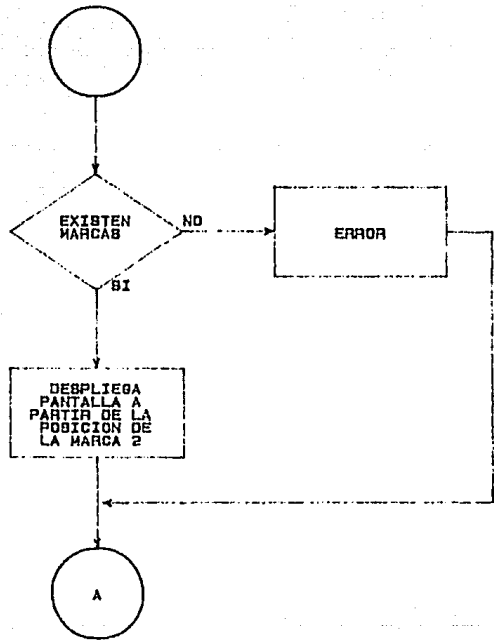 EXISTEN
MARCAS
NO
ERROR
SI
DESPLIEGA
PANTALLA A
PARTIR DE LA
POSICION DE
LA MARCA 2
A